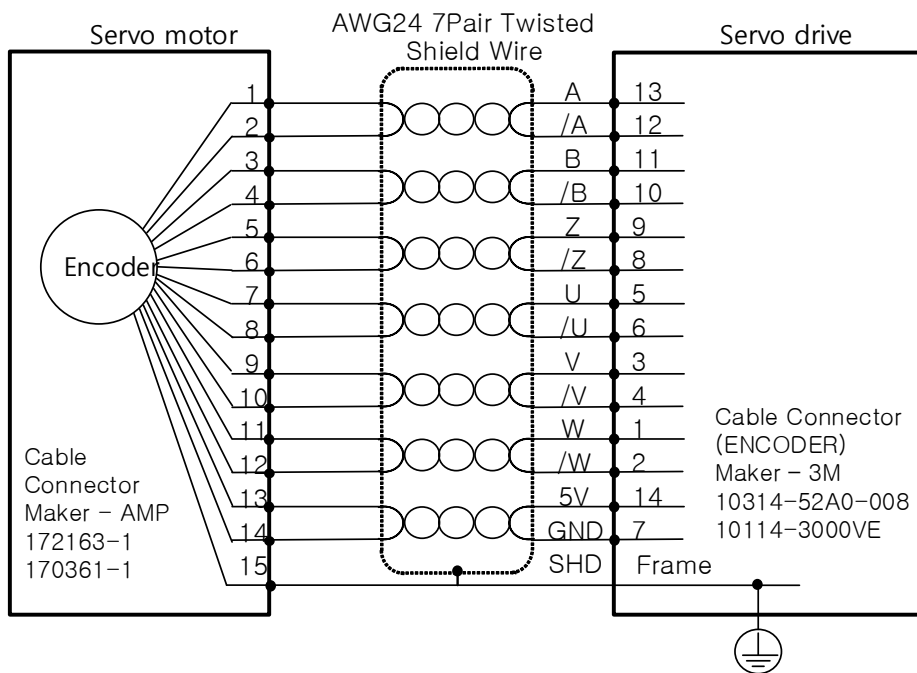 Servo motor
AWG24 7Pair Twisted
Shield Wire
Servo drive
1 A 13
2 /A 12
3 B 11
4 /B 10
5 Z 9
6 /Z 8
7 U 5
8 /U 6
9 V 3
10 /V 4
11 W 1
12 /W 2
13 5V 14
14 GND 7
15 SHD Frame
Encoder
Cable
Connector
Maker - AMP
172163-1
170361-1
Cable Connector
(ENCODER)
Maker - 3M
10314-52A0-008
10114-3000VE